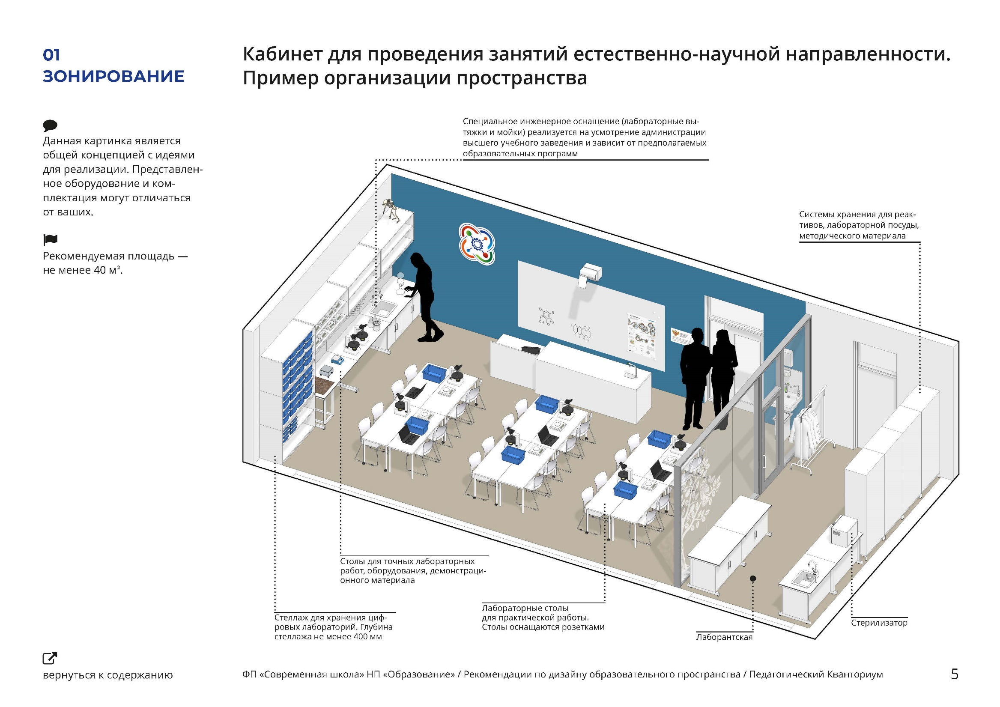 01
ЗОНИРОВАНИЕ
Кабинет для проведения занятий естественно-научной направленности.
Пример организации пространства
Данная картинка является
общей концепцией с идеями
для реализации. Представлен-
ное оборудование и ком-
плектация могут отличаться
от ваших.
Рекомендуемая площадь —
не менее 40 м².
Специальное инженерное оснащение (лабораторные вы-
тяжки и мойки) реализуется на усмотрение администрации
высшего учебного заведения и зависит от предполагаемых
образовательных программ
Системы хранения для реак-
тивов, лабораторной посуды,
методического материала
Столы для точных лабораторных
работ, оборудования, демонстраци-
онного материала
Стеллаж для хранения циф-
ровых лабораторий. Глубина
стеллажа не менее 400 мм
Лабораторные столы
для практической работы.
Столы оснащаются розетками
Лаборантская
Стерилизатор
вернуться к содержанию
ФП «Современная школа» НП «Образование» / Рекомендации по дизайну образовательного пространства / Педагогический Кванториум
5